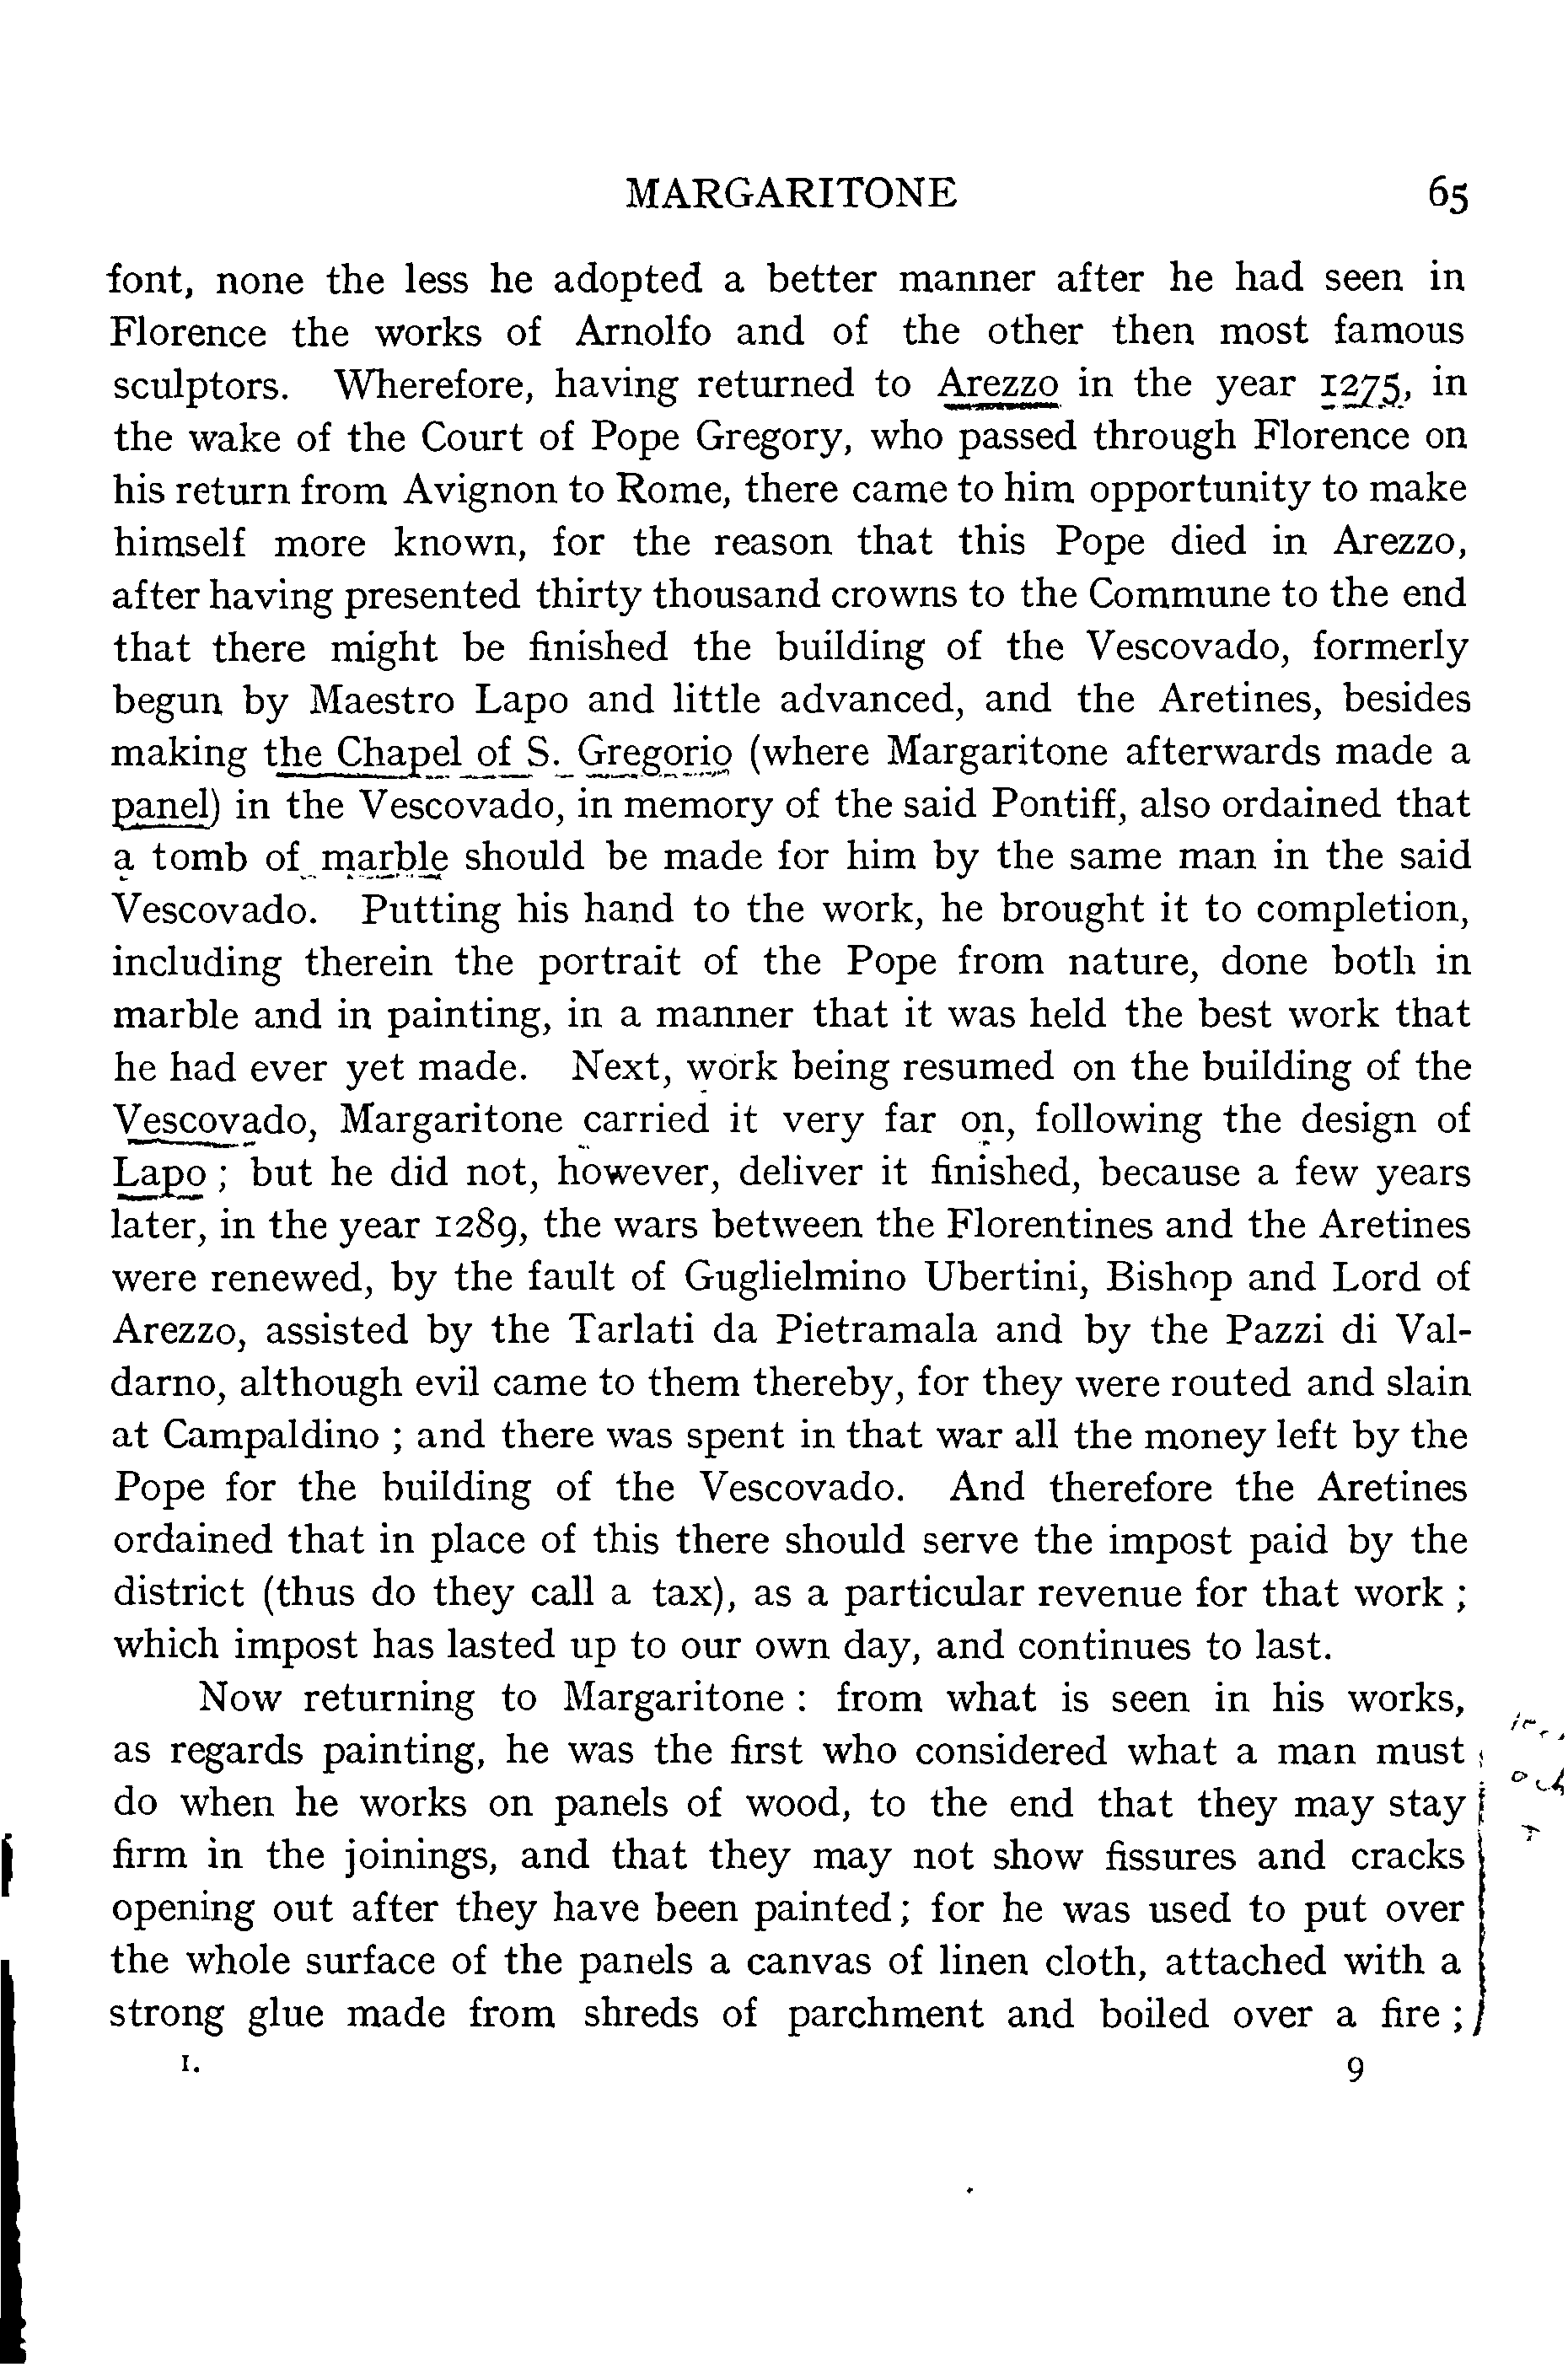 MARGARITONE 65
font, none the less he adopted a better manner after he had seen in
Florence the works of Arnolfo and of the other then most famous
sculptors. Wherefore, having returned to Arezzo in the year 1275, in
the wake of the Court of Pope Gregory, who passed through Florence on
his return from Avignon to Rome, there came to him opportunity to make
himself more known, for the reason that this Pope died in Arezzo,
after having presented thirty thousand crowns to the Commune to the end
that there might be finished the building of the Vescovado, formerly
begun by Maestro Lapo and little advanced, and the Aretines, besides
making the Chapel of S. Gregorio (where Margaritone afterwards made a
panel) in the Vescovado, in memory of the said Pontiff, also ordained that
a tomb of marble should be made for him by the same man in the said
Vescovado. Putting his hand to the work, he brought it to completion,
including therein the portrait of the Pope from nature, done both in
marble and in painting, in a manner that it was held the best work that
he had ever yet made. Next, work being resumed on the building of the
Vescovado, Margaritone carried it very far on, following the design of
Lapo ; but he did not, however, deliver it finished, because a few years
later, in the year 1289, the wars between the Florentines and the Aretines
were renewed, by the fault of Guglielmino Ubertini, Bishop and Lord of
Arezzo, assisted by the Tarlati da Pietramala and by the Pazzi di Val-
darno, although evil came to them thereby, for they were routed and slain
at Campaldino ; and there was spent in that war all the money left by the
Pope for the building of the Vescovado. And therefore the Aretines
ordained that in place of this there should serve the impost paid by the
district (thus do they call a tax), as a particular revenue for that work ;
which impost has lasted up to our own day, and continues to last.
Now returning to Margaritone : from what is seen in his works,
as regards painting, he was the first who considered what a man must
do when he works on panels of wood, to the end that they may stay
firm in the joinings, and that they may not show fissures and cracks
opening out after they have been painted ; for he was used to put over
the whole surface of the panels a canvas of linen cloth, attached with a
strong glue made from shreds of parchment and boiled over a fire ;
I. 9